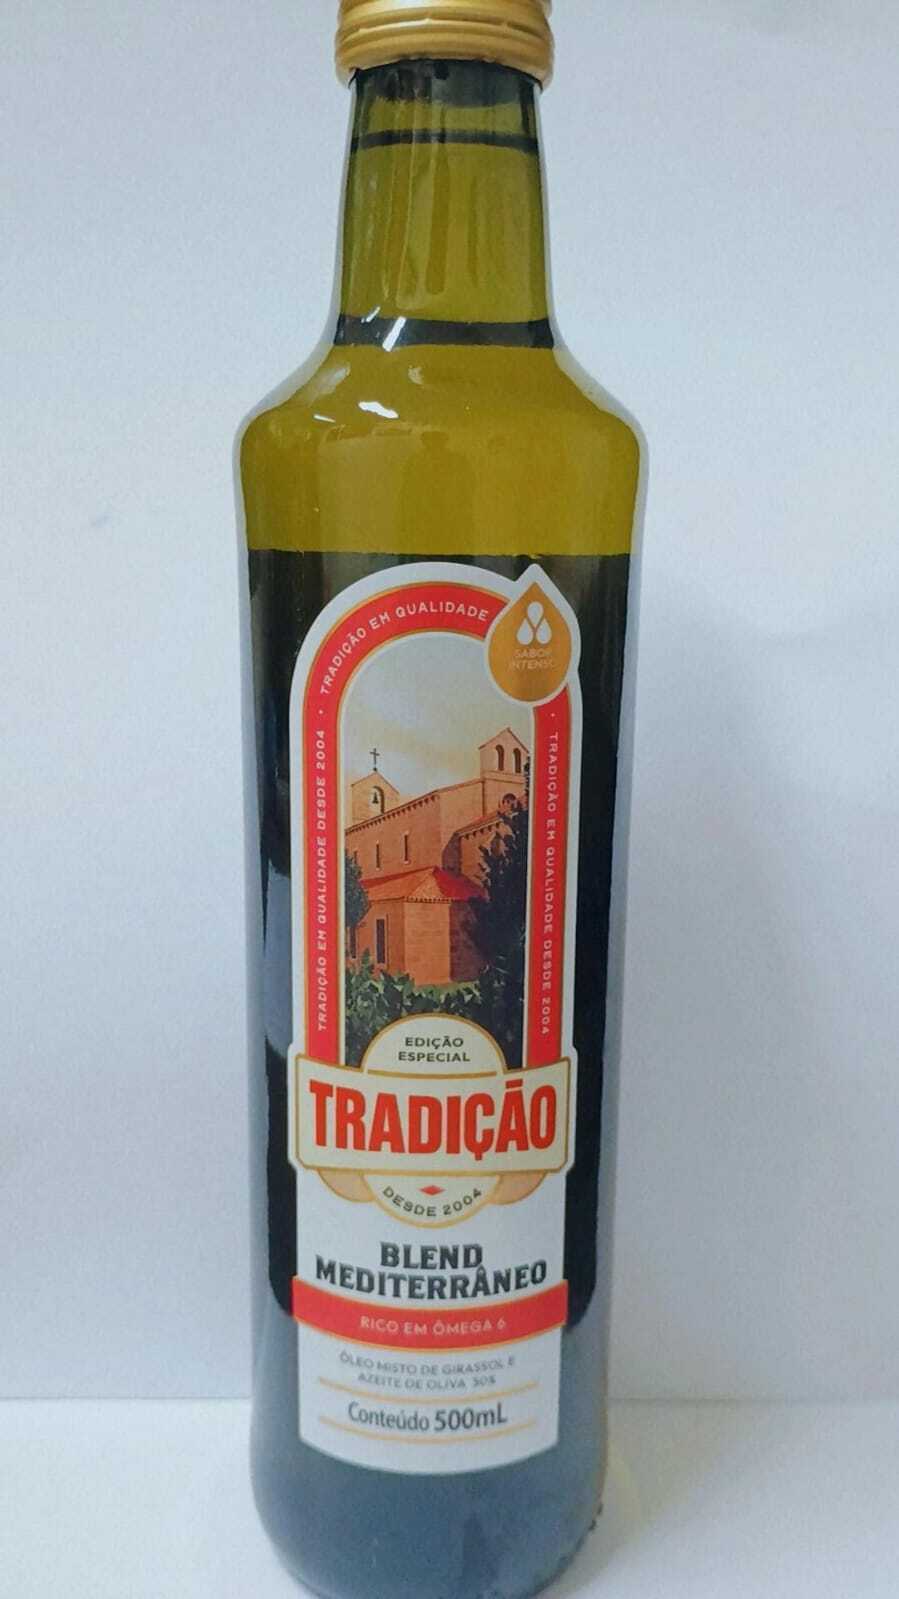 TRADIÇÃO EM QUALIDADE DESDE 2004 • TRADIÇÃO EM QUALIDADE
• TRADIÇÃO EM QUALIDADE DESDE 2004
SABOR
INTENSO
EDIÇÃO
ESPECIAL
TRADIÇÃO
DESDE 2004
BLEND
MEDITERRÂNEO
RICO EM ÔMEGA 6
ÓLEO MISTO DE GIRASSOL E
AZEITE DE OLIVA 30%
Conteúdo 500mL